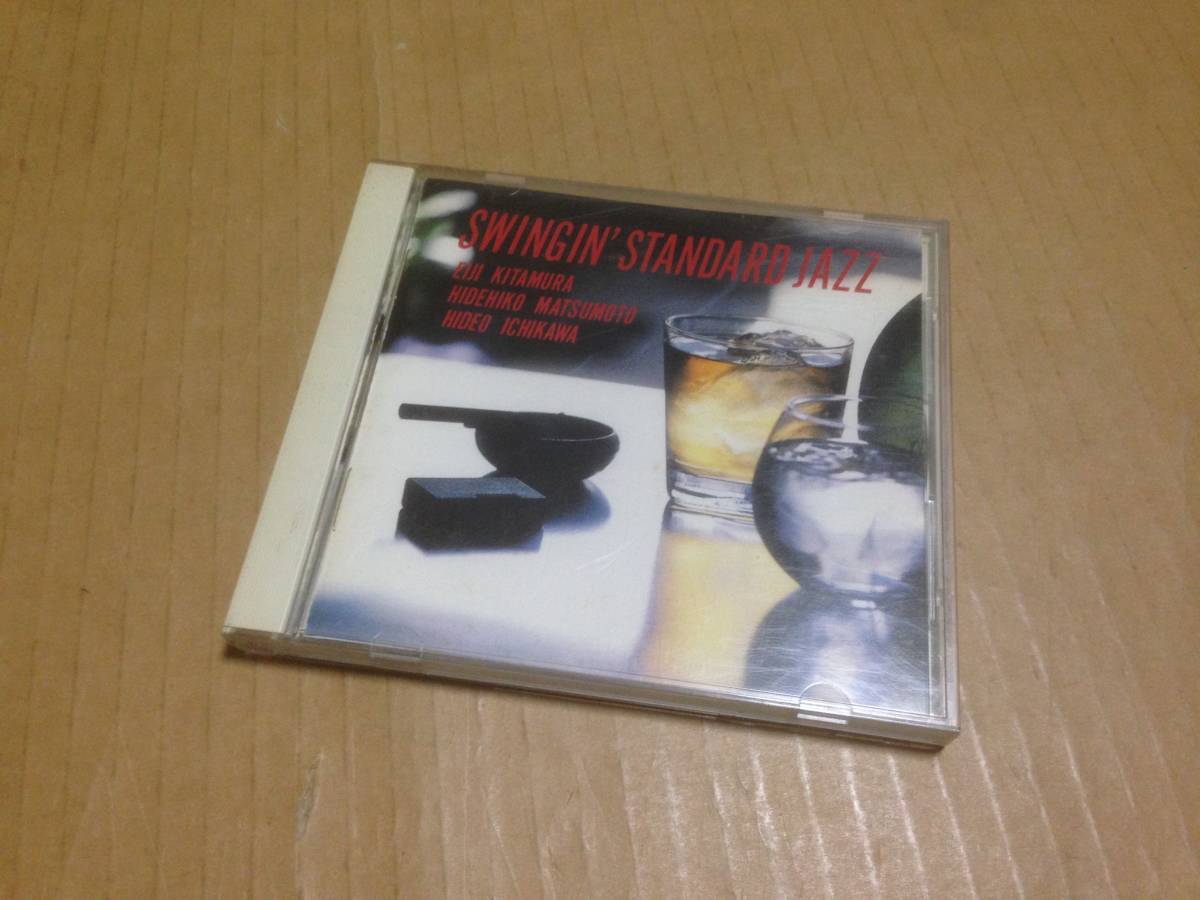 SWINGIN' STANDARD JAZZ
EIJI KITAMURA
HIDEHIKO MATSUMOTO
HIDEO ICHIKAWA